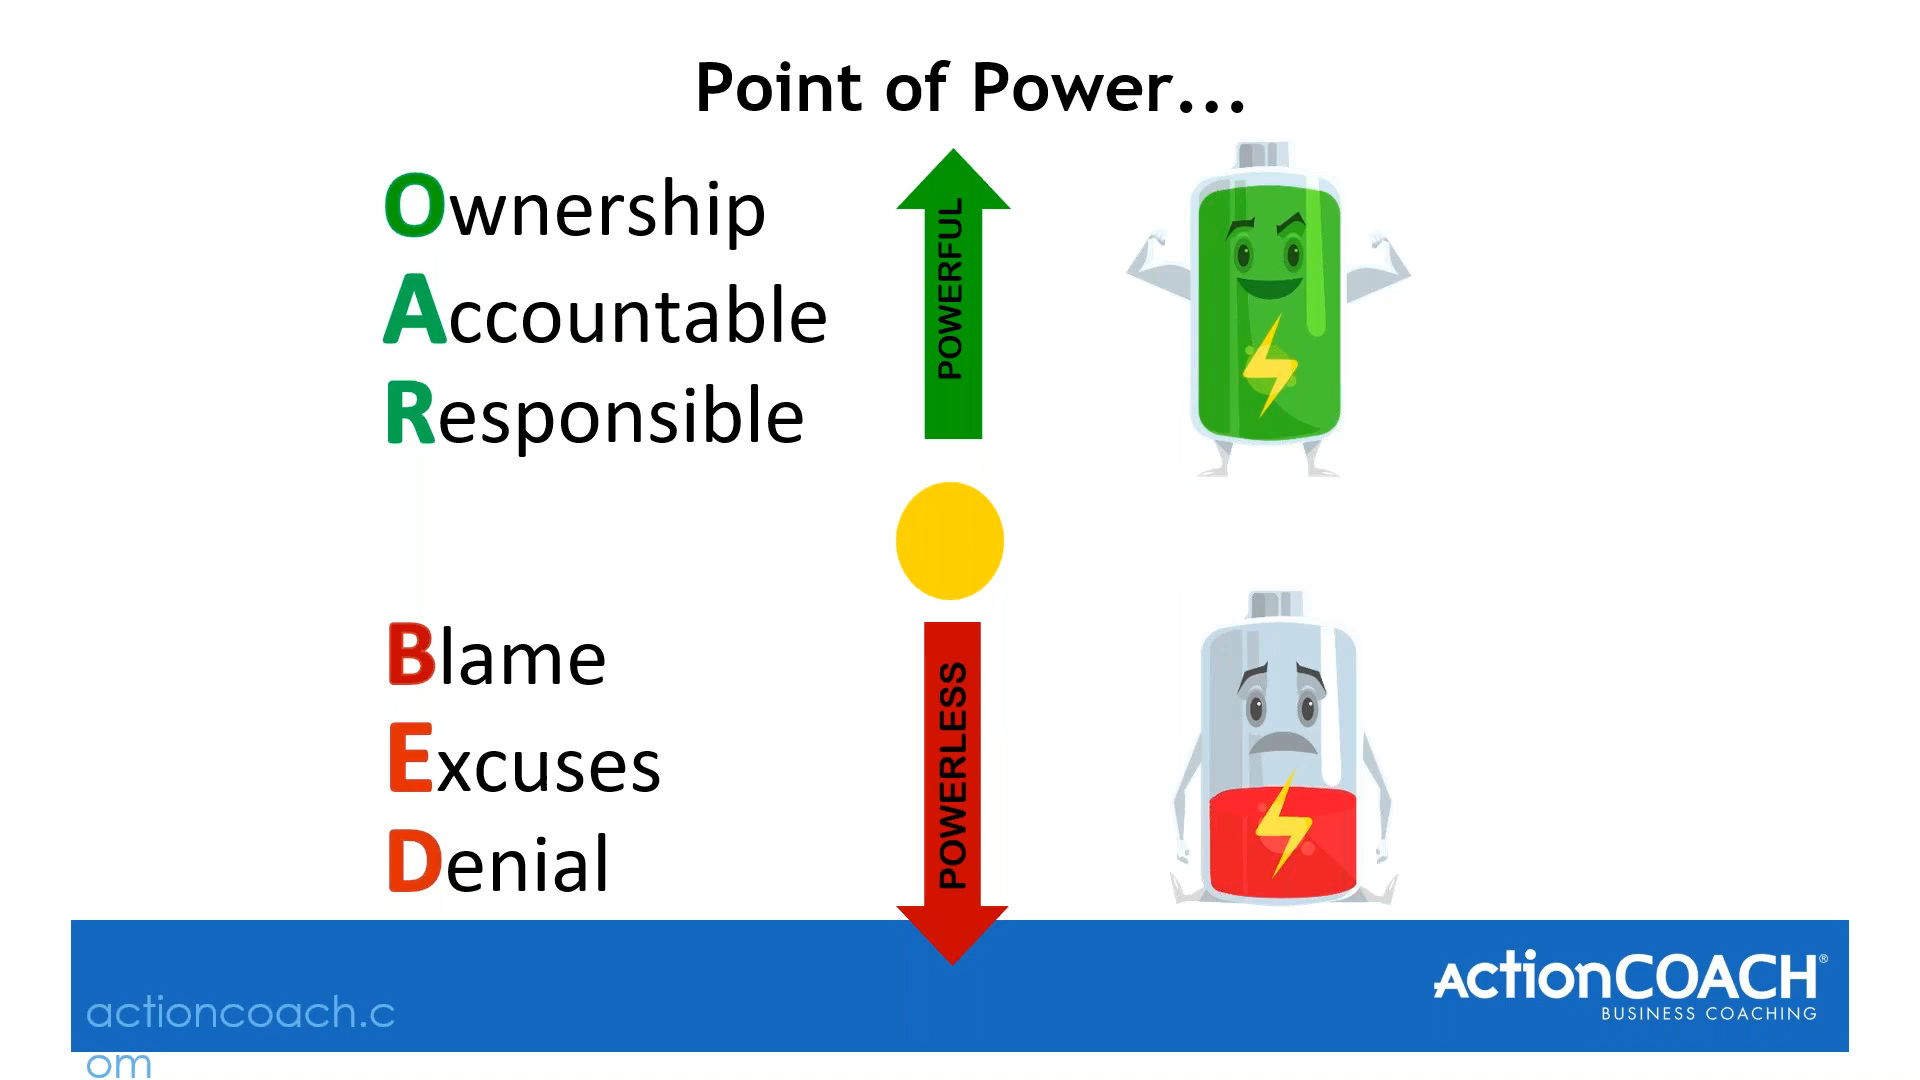 Point of Power...
Ownership
Accountable
Responsible
POWERFUL
Blame
Excuses
Denial
POWERLESS
actioncoach.c
om
actionCOACH®
BUSINESS COACHING